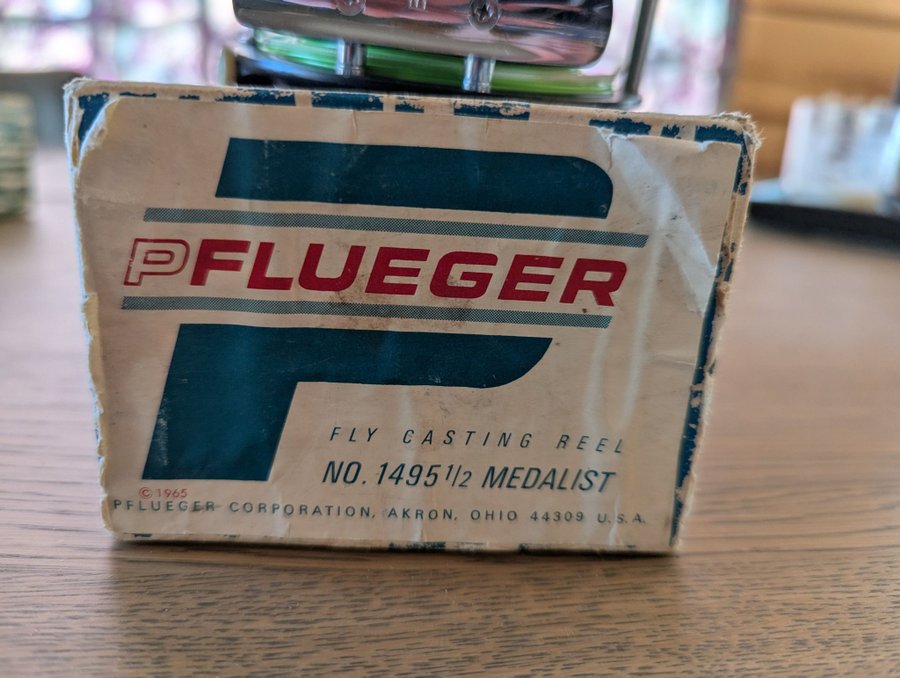 PFLUEGER
FLY CASTING REEL
NO. 1495 1/2 MEDALIST
© 1965
PFLUEGER CORPORATION, AKRON, OHIO 44309 U.S.A.